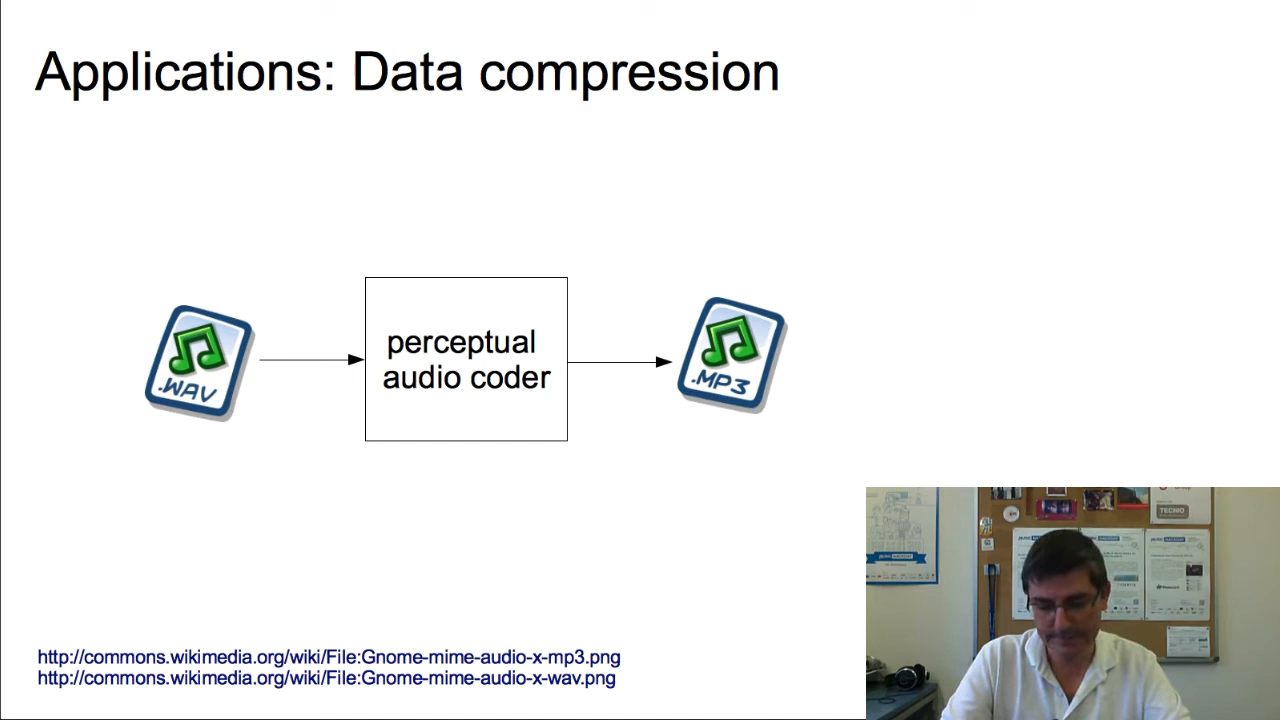 Applications: Data compression
perceptual
audio coder
.WAV
.MP3
TECNIO
http://commons.wikimedia.org/wiki/File:Gnome-mime-audio-x-mp3.png
http://commons.wikimedia.org/wiki/File:Gnome-mime-audio-x-wav.png